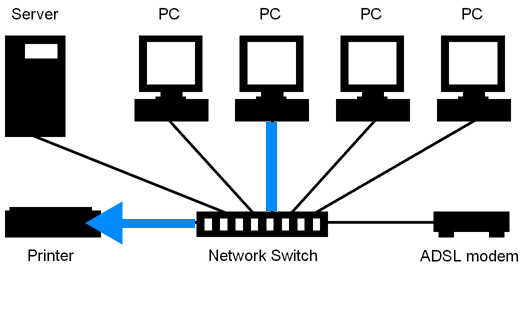 Server
PC
PC
PC
PC
Printer
Network Switch
ADSL modem